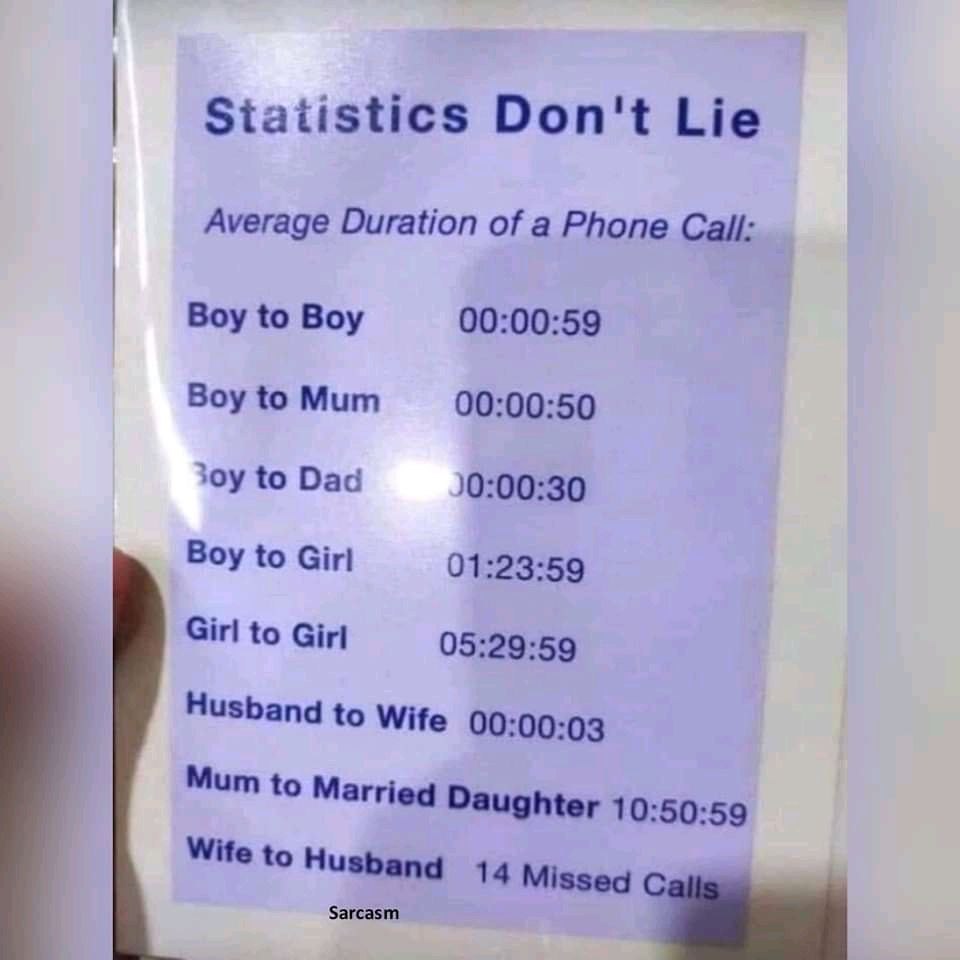 Statistics Don't Lie
Average Duration of a Phone Call:
Boy to Boy 00:00:59
Boy to Mum 00:00:50
Boy to Dad 00:00:30
Boy to Girl 01:23:59
Girl to Girl 05:29:59
Husband to Wife 00:00:03
Mum to Married Daughter 10:50:59
Wife to Husband 14 Missed Calls
Sarcasm